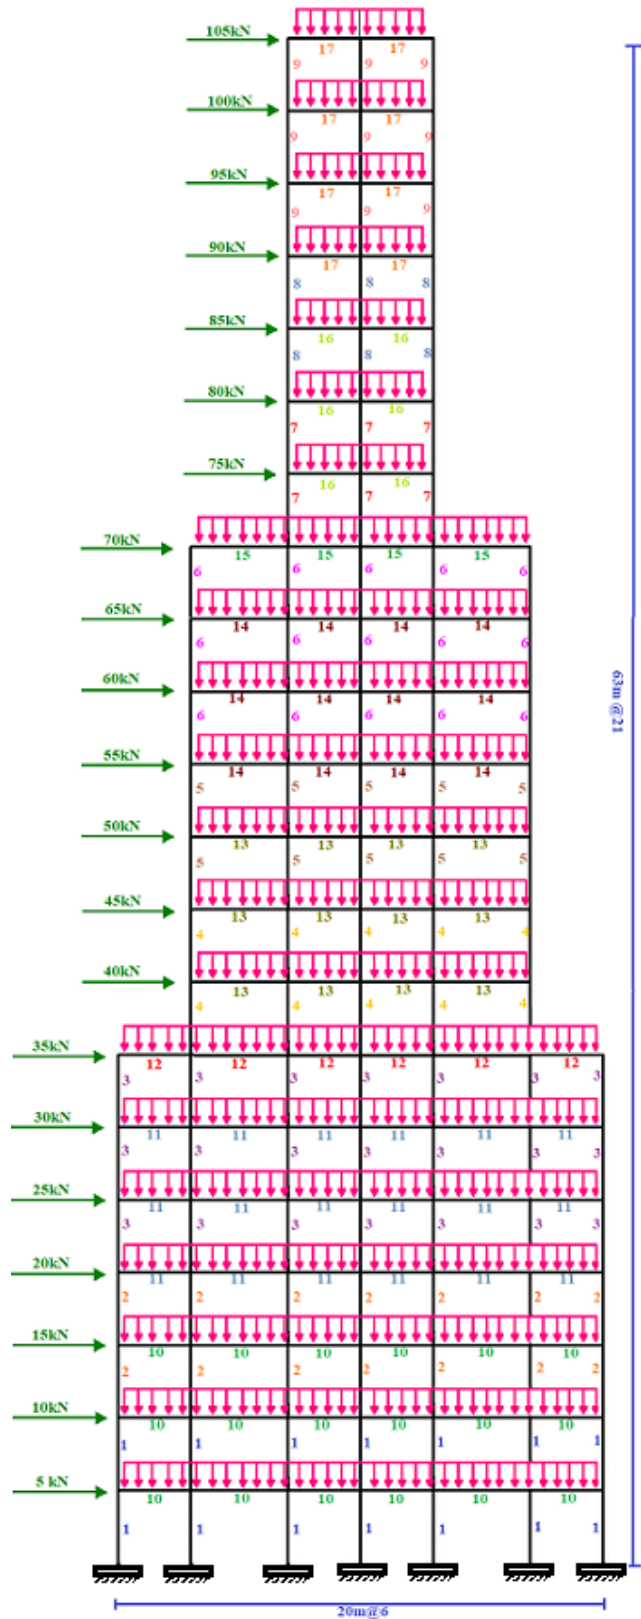 105kN
17 17
9 9 9
100kN
17 17
9 9 9
95kN
17 17
9 9 9
90kN
17 17
8 8 8
85kN
16 16
8 8 8
80kN
16 16
7 7 7
75kN
16 16
7 7 7
70kN
15 15 15 15
6 6 6 6 6
65kN
14 14 14 14
6 6 6 6 6
60kN
14 14 14 14
6 6 6 6 6
55kN
14 14 14 14
5 5 5 5 5
50kN
13 13 13 13
5 5 5 5 5
45kN
13 13 13 13
4 4 4 4 4
40kN
13 13 13 13
4 4 4 4 4
35kN
12 12 12 12 12 12
3 3 3 3 3 3 3
30kN
11 11 11 11 11 11
3 3 3 3 3 3 3
25kN
11 11 11 11 11 11
3 3 3 3 3 3 3
20kN
11 11 11 11 11 11
2 2 2 2 2 2 2
15kN
10 10 10 10 10 10
2 2 2 2 2 2 2
10kN
10 10 10 10 10 10
1 1 1 1 1 1 1
5 kN
10 10 10 10 10 10
1 1 1 1 1 1 1
20m@6
63m @21